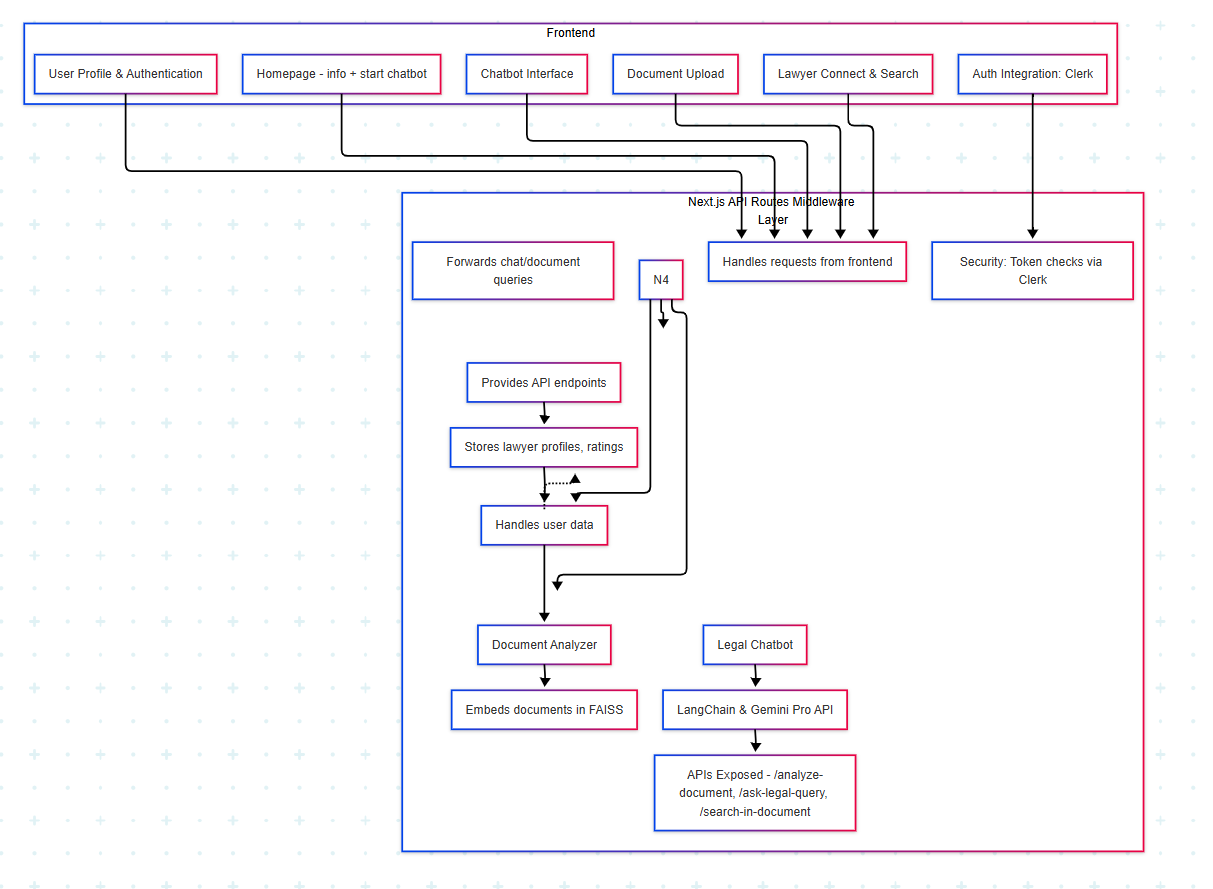 Frontend
User Profile & Authentication
Homepage - info + start chatbot
Chatbot Interface
Document Upload
Lawyer Connect & Search
Auth Integration: Clerk
Next.js API Routes Middleware
Layer
Forwards chat/document
queries
N4
Handles requests from frontend
Security: Token checks via
Clerk
Provides API endpoints
Stores lawyer profiles, ratings
Handles user data
Document Analyzer
Legal Chatbot
Embeds documents in FAISS
LangChain & Gemini Pro API
APIs Exposed - /analyze-
document, /ask-legal-query,
/search-in-document